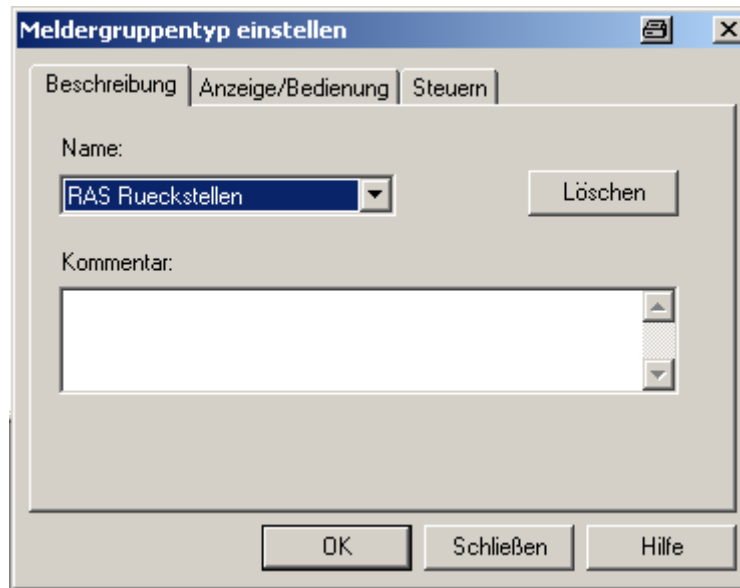 Meldergruppentyp einstellen
Beschreibung Anzeige/Bedienung Steuern
Name:
RAS Rueckstellen Löschen
Kommentar:
OK Schließen Hilfe